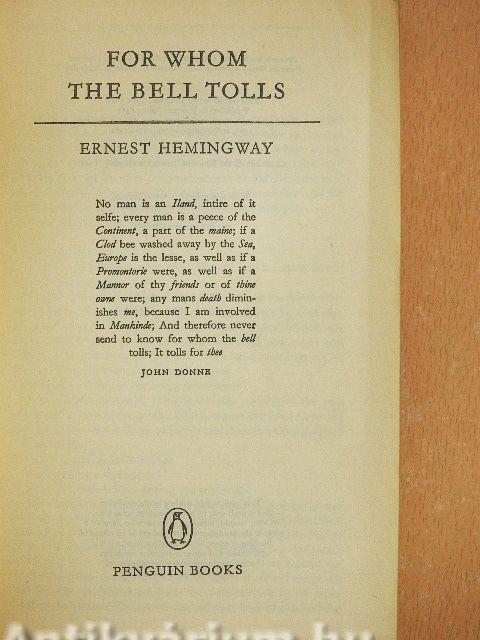 FOR WHOM
THE BELL TOLLS
ERNEST HEMINGWAY
No man is an Iland, intire of it
selfe; every man is a peece of the
Continent, a part of the maine; if a
Clod bee washed away by the Sea,
Europe is the lesse, as well as if a
Promontorie were, as well as if a
Mannor of thy friends or of thine
owne were; any mans death dimin-
ishes me, because I am involved
in Mankinde; And therefore never
send to know for whom the bell
tolls; It tolls for thee
JOHN DONNE
PENGUIN BOOKS
Antikvárium.hu